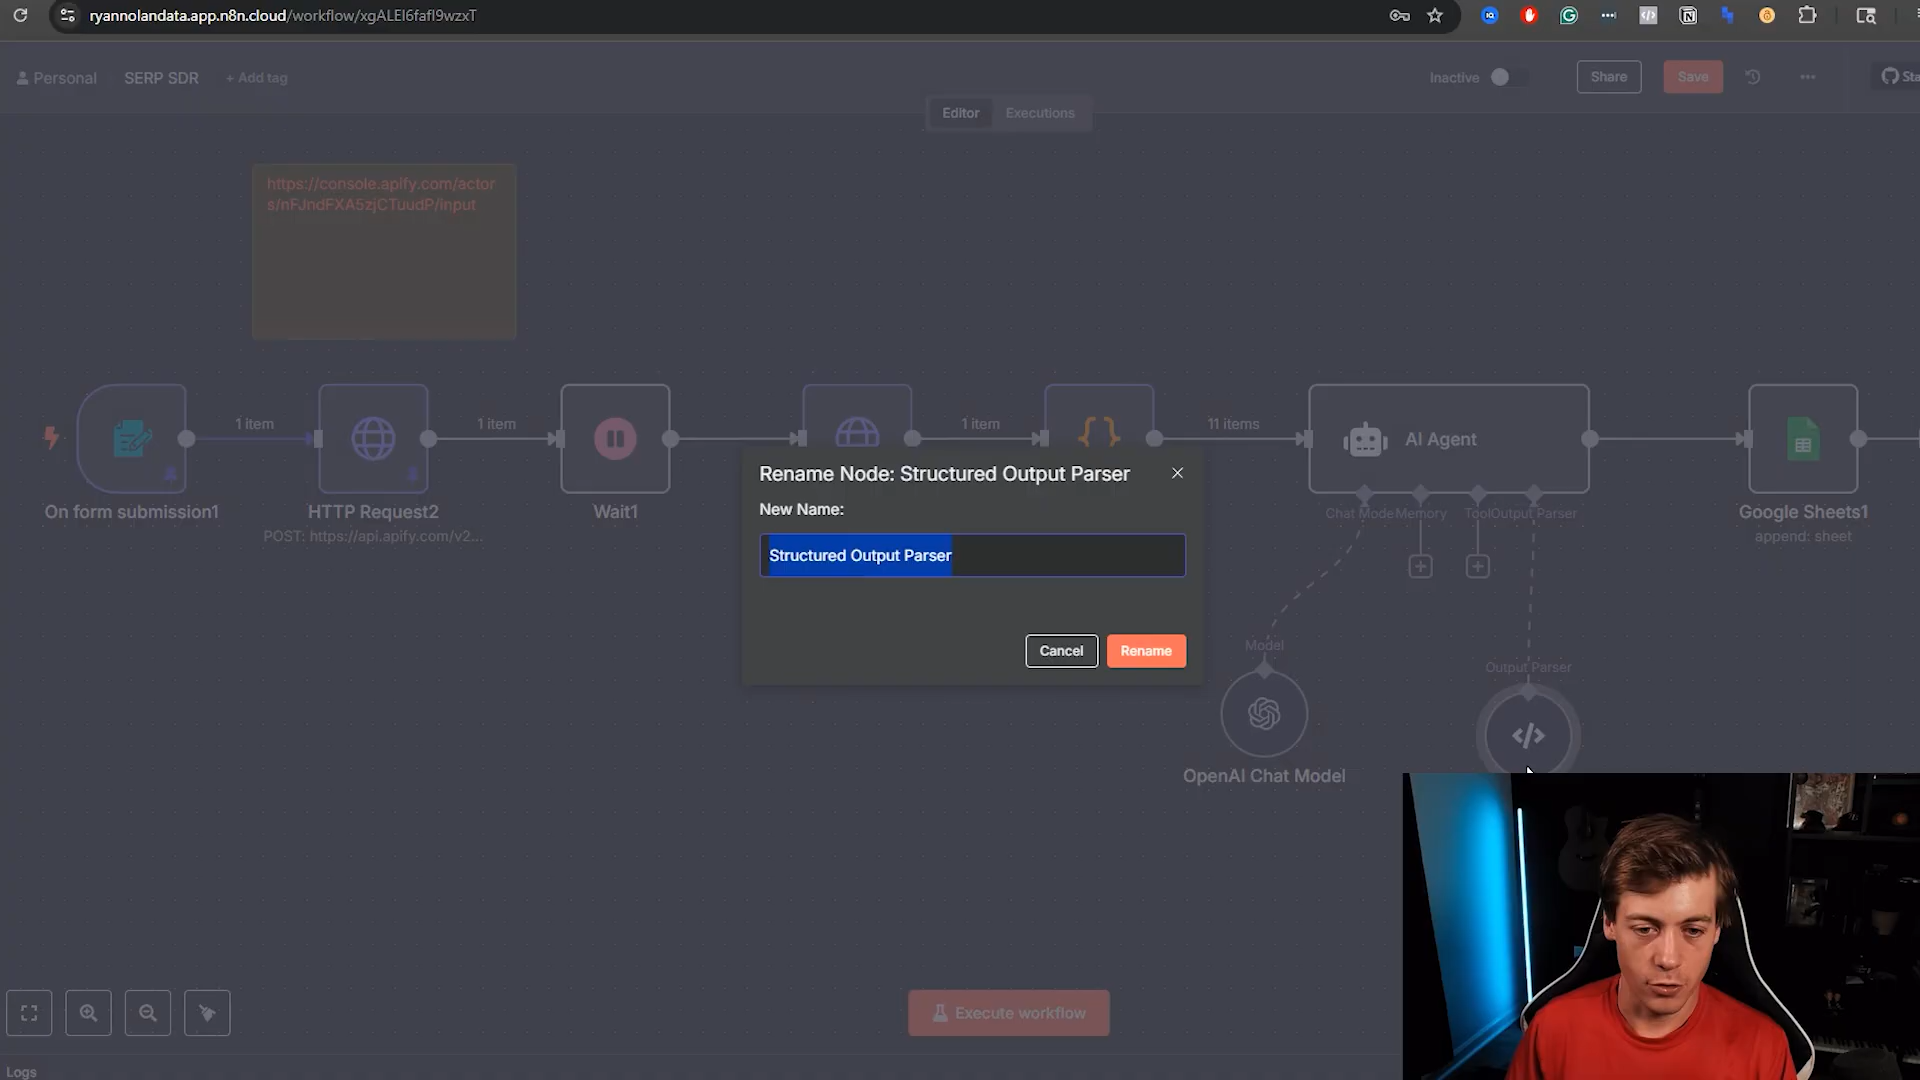 ryannolandata.app.n8n.cloud/workflow/xgALEl6fafI9wzxT
Personal SERP SDR + Add tag
Inactive Share Save
Editor Executions
https://console.apify.com/actor
s/nFJndFXA5zjCTuudP/input
1 item 1 item 1 item 11 items
AI Agent
Rename Node: Structured Output Parser
New Name:
Structured Output Parser
Cancel Rename
On form submission1
HTTP Request2
POST: https://api.apify.com/v2...
Wait1
Chat Mode Memory Tool Output Parser
Google Sheets1
append: sheet
Model
Output Parser
OpenAI Chat Model
Execute workflow
Logs